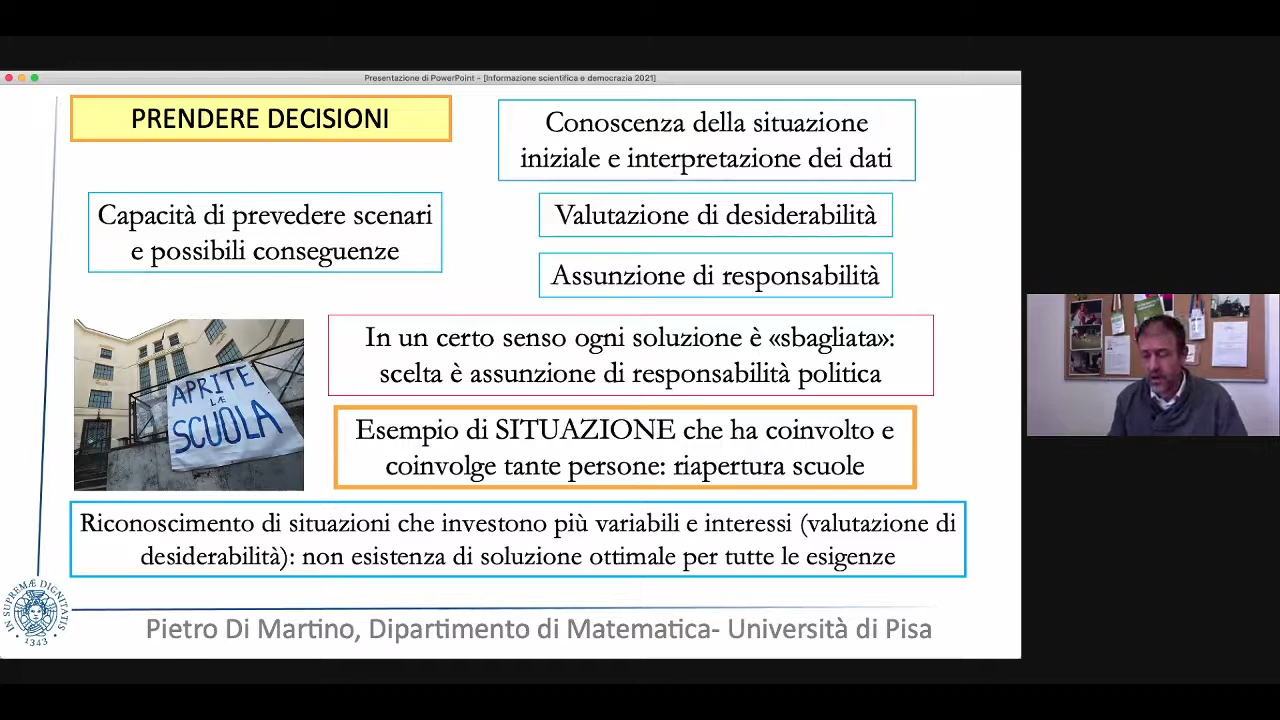 Presentazione di PowerPoint - [Informazione scientifica e democrazia 2021]
PRENDERE DECISIONI
Conoscenza della situazione
iniziale e interpretazione dei dati
Capacità di prevedere scenari
e possibili conseguenze
Valutazione di desiderabilità
Assunzione di responsabilità
APRITE
LÆ
SCUOLA
In un certo senso ogni soluzione è «sbagliata»:
scelta è assunzione di responsabilità politica
Esempio di SITUAZIONE che ha coinvolto e
coinvolge tante persone: riapertura scuole
Riconoscimento di situazioni che investono più variabili e interessi (valutazione di
desiderabilità): non esistenza di soluzione ottimale per tutte le esigenze
IN SUPREMÆ DIGNITATIS
1343
Pietro Di Martino, Dipartimento di Matematica- Università di Pisa